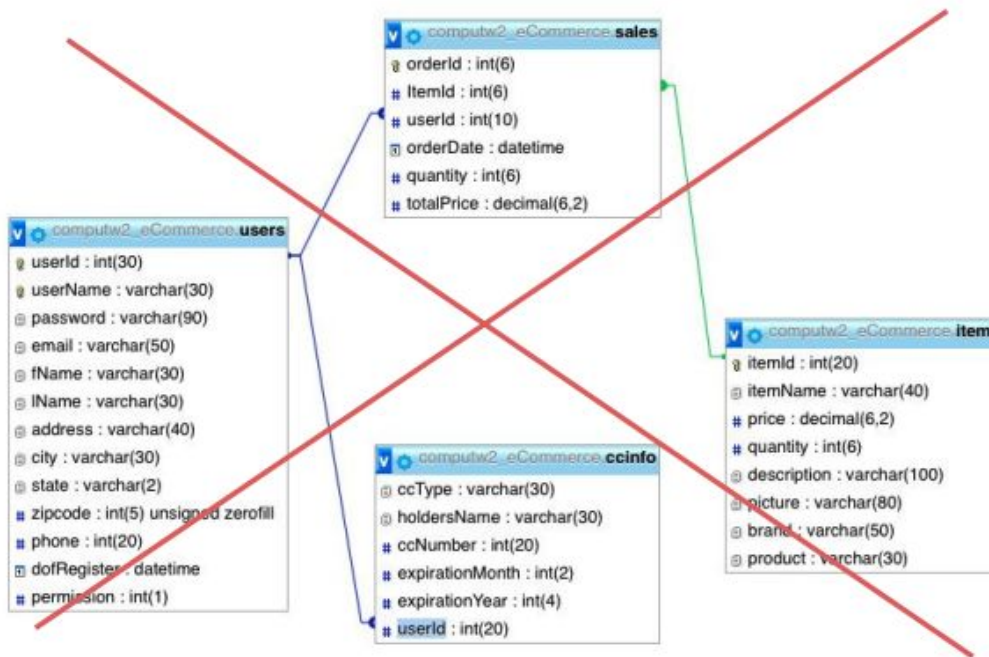 computw2_eCommerce.sales
orderId : int(6)
ItemId : int(6)
userId : int(10)
orderDate : datetime
quantity : int(6)
totalPrice : decimal(6,2)
computw2_eCommerce.users
userId : int(30)
userName : varchar(30)
password : varchar(90)
email : varchar(50)
fName : varchar(30)
lName : varchar(30)
address : varchar(40)
city : varchar(30)
state : varchar(2)
zipcode : int(5) unsigned zerofill
phone : int(20)
dofRegister : datetime
permission : int(1)
computw2_eCommerce.ccinfo
ccType : varchar(30)
holdersName : varchar(30)
ccNumber : int(20)
expirationMonth : int(2)
expirationYear : int(4)
userId : int(20)
computw2_eCommerce.item
itemId : int(20)
itemName : varchar(40)
price : decimal(6,2)
quantity : int(6)
description : varchar(100)
picture : varchar(80)
brand : varchar(50)
product : varchar(30)